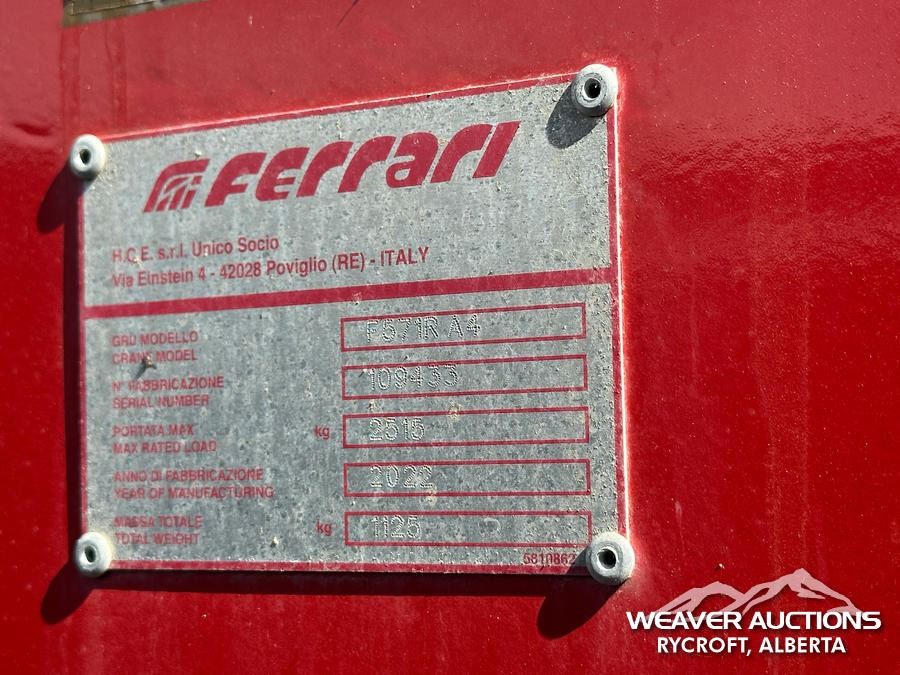 Ferrari
H.C.E. s.r.l. Unico Socio
Via Einstein 4 - 42028 Poviglio (RE) - ITALY
GRU MODELLO
CRANE MODEL
F571R A4
N° FABBRICAZIONE
SERIAL NUMBER
109433
PORTATA MAX
MAX RATED LOAD
kg
2515
ANNO DI FABBRICAZIONE
YEAR OF MANUFACTURING
2022
MASSA TOTALE
TOTAL WEIGHT
kg
1125
WEAVER AUCTIONS
RYCROFT, ALBERTA